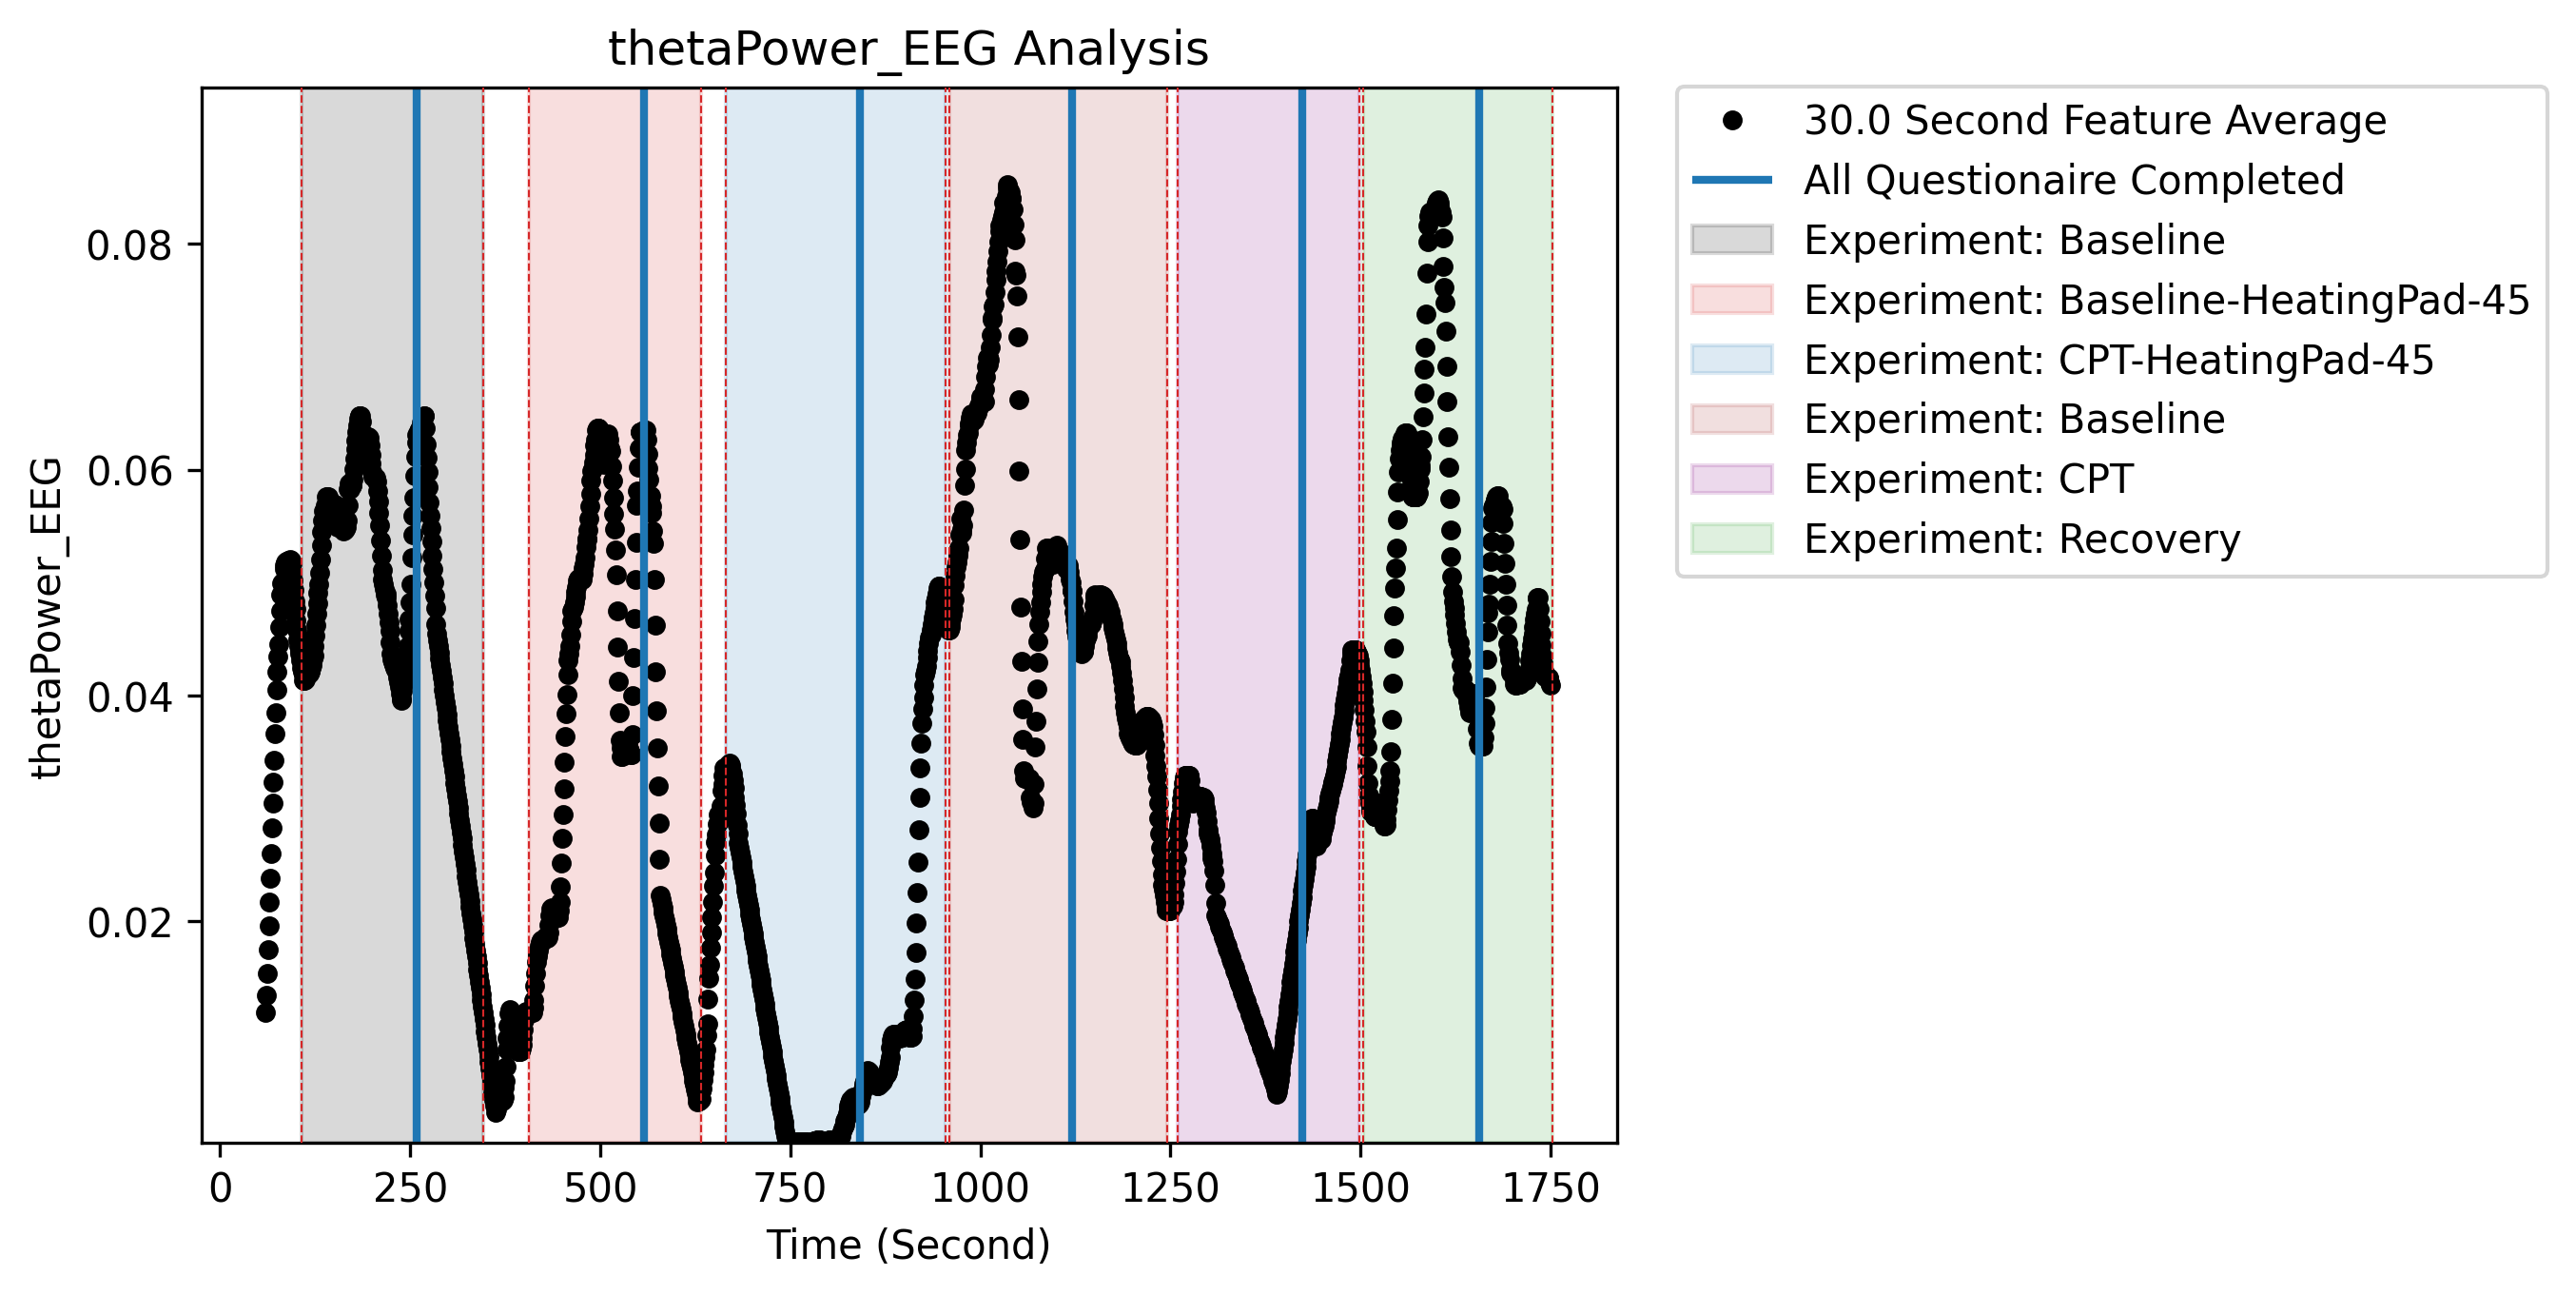 thetaPower_EEG Analysis
thetaPower_EEG
0.08
0.06
0.04
0.02
0
250
500
750
1000
1250
1500
1750
Time (Second)
30.0 Second Feature Average
All Questionaire Completed
Experiment: Baseline
Experiment: Baseline-HeatingPad-45
Experiment: CPT-HeatingPad-45
Experiment: Baseline
Experiment: CPT
Experiment: Recovery